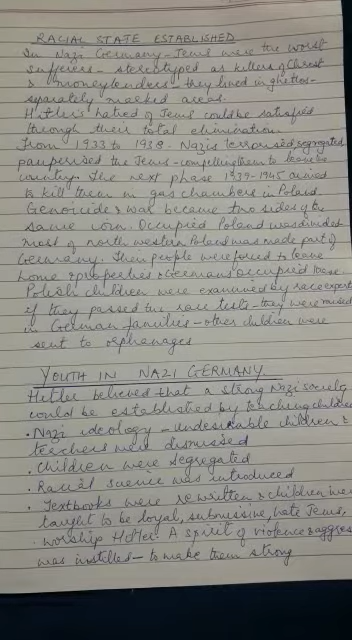 RACIAL STATE ESTABLISHED
In Nazi Germany - Jews were the worst
sufferers - stereotyped as killers of Christ
& moneylenders - they lived in ghettos -
separately marked areas.
Hitler's hatred of Jews could be satisfied
through their total elimination.
From 1933 to 1938 - Nazis terrorised, segregated
pauperised the Jews - compelling them to leave the
country. The next phase 1939-1945 aimed
to kill them in gas chambers in Poland
Genocide & war became two sides of the
same coin. Occupied Poland was divided
most of north western Poland was made part of
Germany. Then people were forced to leave
home & properties & Germans occupied
Polish children were examined by race expert
if they passed the race tests - they were raised
in German families - other children were
sent to orphanages
YOUTH IN NAZI GERMANY
Hitler believed that a strong Nazi society
could be established by teaching children
• Nazi ideology - undesirable children &
teachers were dismissed
• Children were segregated
• Racial science was introduced
• Textbooks were rewritten & children were
taught to be loyal, submissive, hate Jews,
• worship Hitler. A spirit of violence & aggres
was instilled - to make them strong